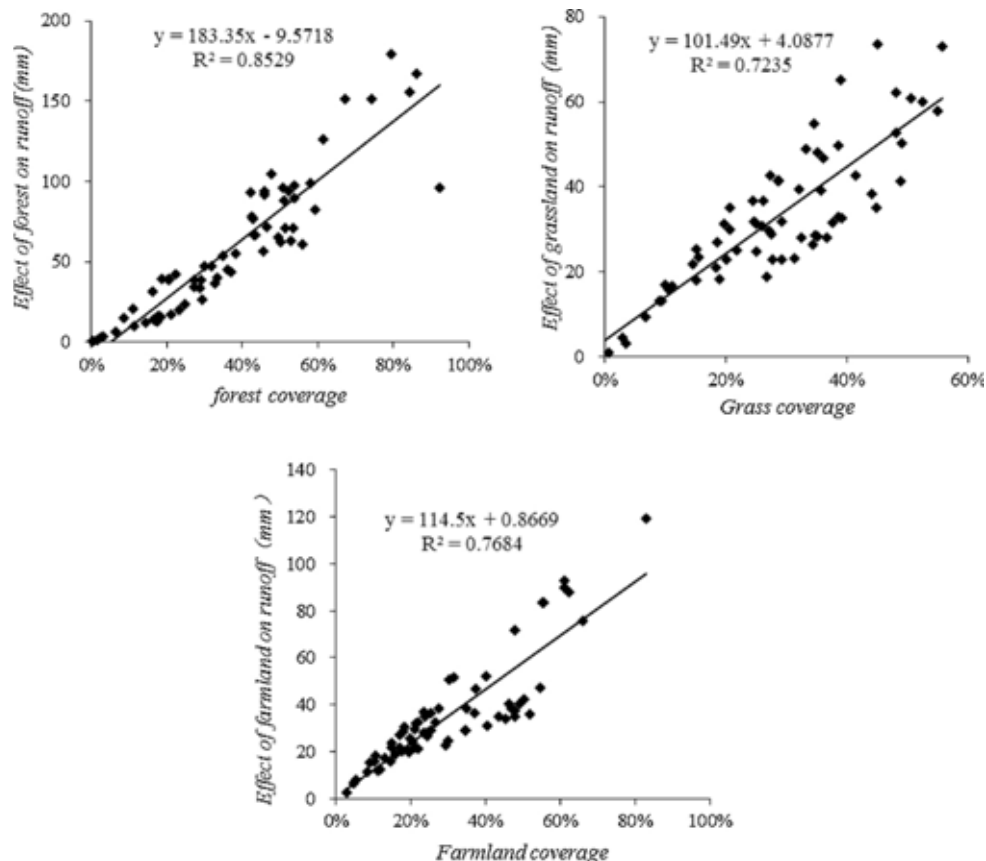 200
150
100
50
0
Effect of forest on runoff (mm)
y = 183.35x - 9.5718
R² = 0.8529
0% 20% 40% 60% 80% 100%
forest coverage
80
60
40
20
0
Effect of grassland on runoff (mm)
y = 101.49x + 4.0877
R² = 0.7235
0% 20% 40% 60%
Grass coverage
140
120
100
80
60
40
20
0
Effect of farmland on runoff (mm)
y = 114.5x + 0.8669
R² = 0.7684
0% 20% 40% 60% 80% 100%
Farmland coverage